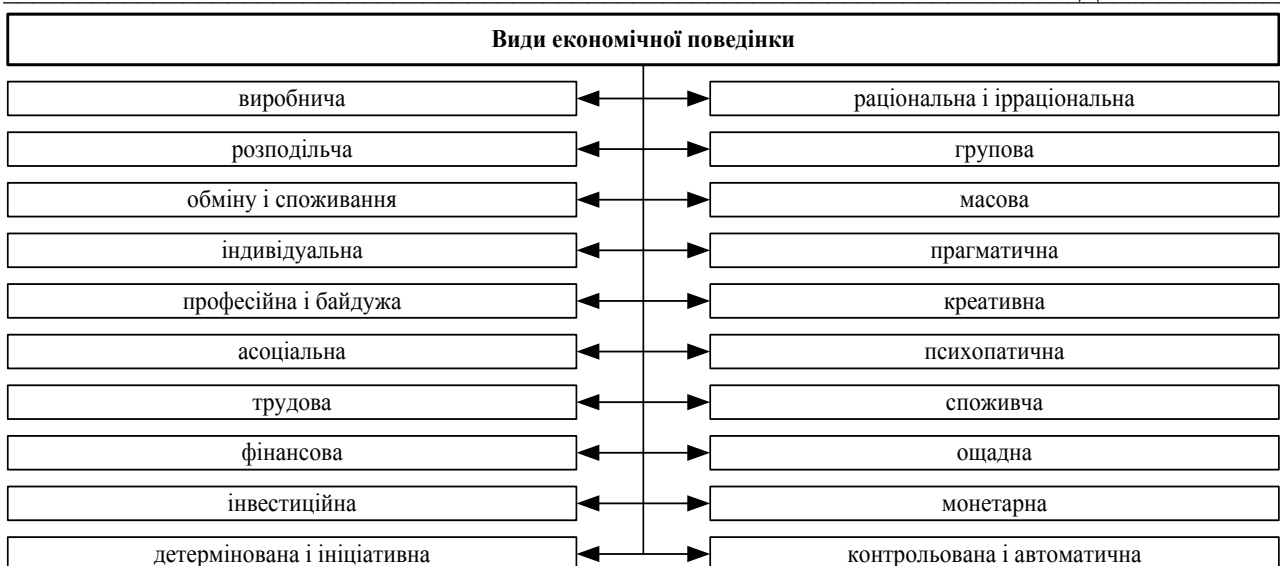 Види економічної поведінки
виробнича
раціональна і ірраціональна
розподільча
групова
обміну і споживання
масова
індивідуальна
прагматична
професійна і байдужа
креативна
асоціальна
психопатична
трудова
споживча
фінансова
ощадна
інвестиційна
монетарна
детермінована і ініціативна
контрольована і автоматична